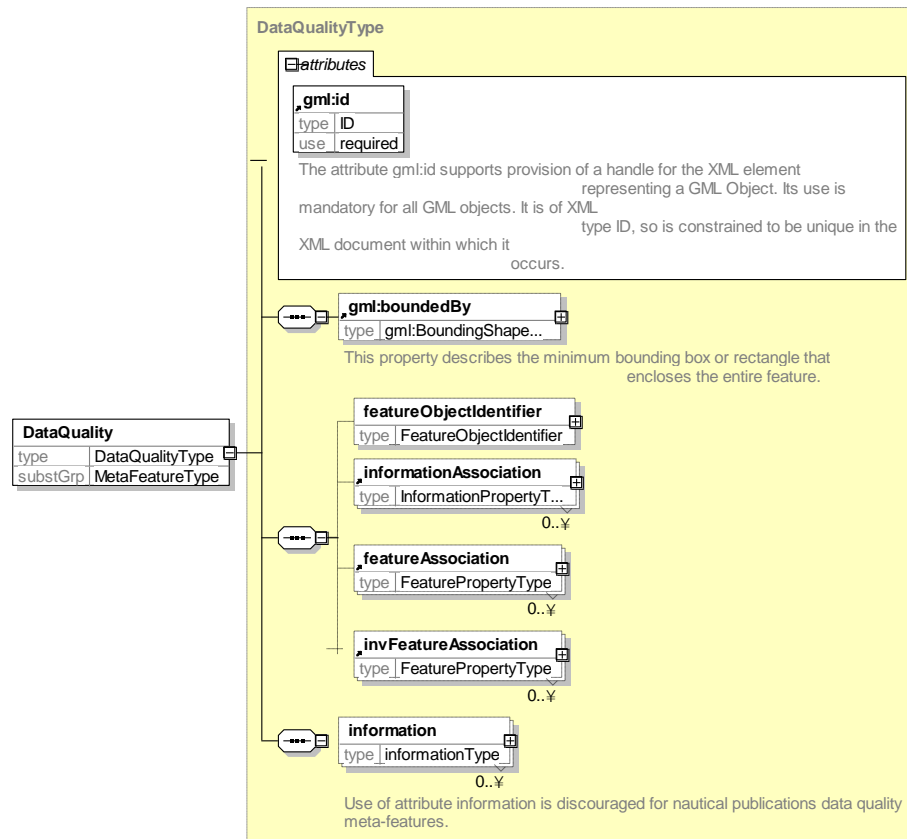 DataQualityType
attributes
gml:id
type ID
use required
The attribute gml:id supports provision of a handle for the XML element
representing a GML Object. Its use is
mandatory for all GML objects. It is of XML
type ID, so is constrained to be unique in the
XML document within which it
occurs.
gml:boundedBy
type gml:BoundingShape...
This property describes the minimum bounding box or rectangle that
encloses the entire feature.
DataQuality
type DataQualityType
substGrp MetaFeatureType
featureObjectIdentifier
type FeatureObjectIdentifier
informationAssociation
type InformationPropertyT...
0..¥
featureAssociation
type FeaturePropertyType
0..¥
invFeatureAssociation
type FeaturePropertyType
0..¥
information
type informationType
0..¥
Use of attribute information is discouraged for nautical publications data quality
meta-features.